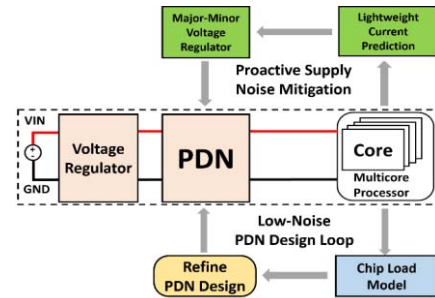 Major-Minor
Voltage
Regulator
Lightweight
Current
Prediction
Proactive Supply
Noise Mitigation
VIN
GND
Voltage
Regulator
PDN
Core
Multicore
Processor
Low-Noise
PDN Design Loop
Refine
PDN Design
Chip Load
Model